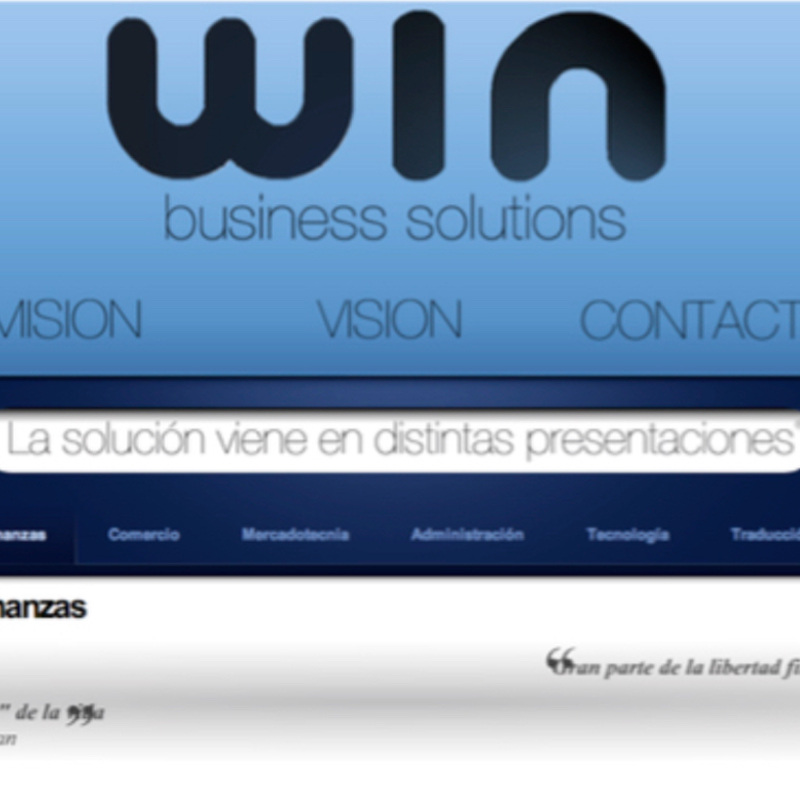 win
business solutions
MISION VISION CONTACT
La solución viene en distintas presentaciones
nanzas Comercio Mercadotecnia Administración Tecnología Traducció
nanzas
“Gran parte de la libertad fi
" de la ”
an